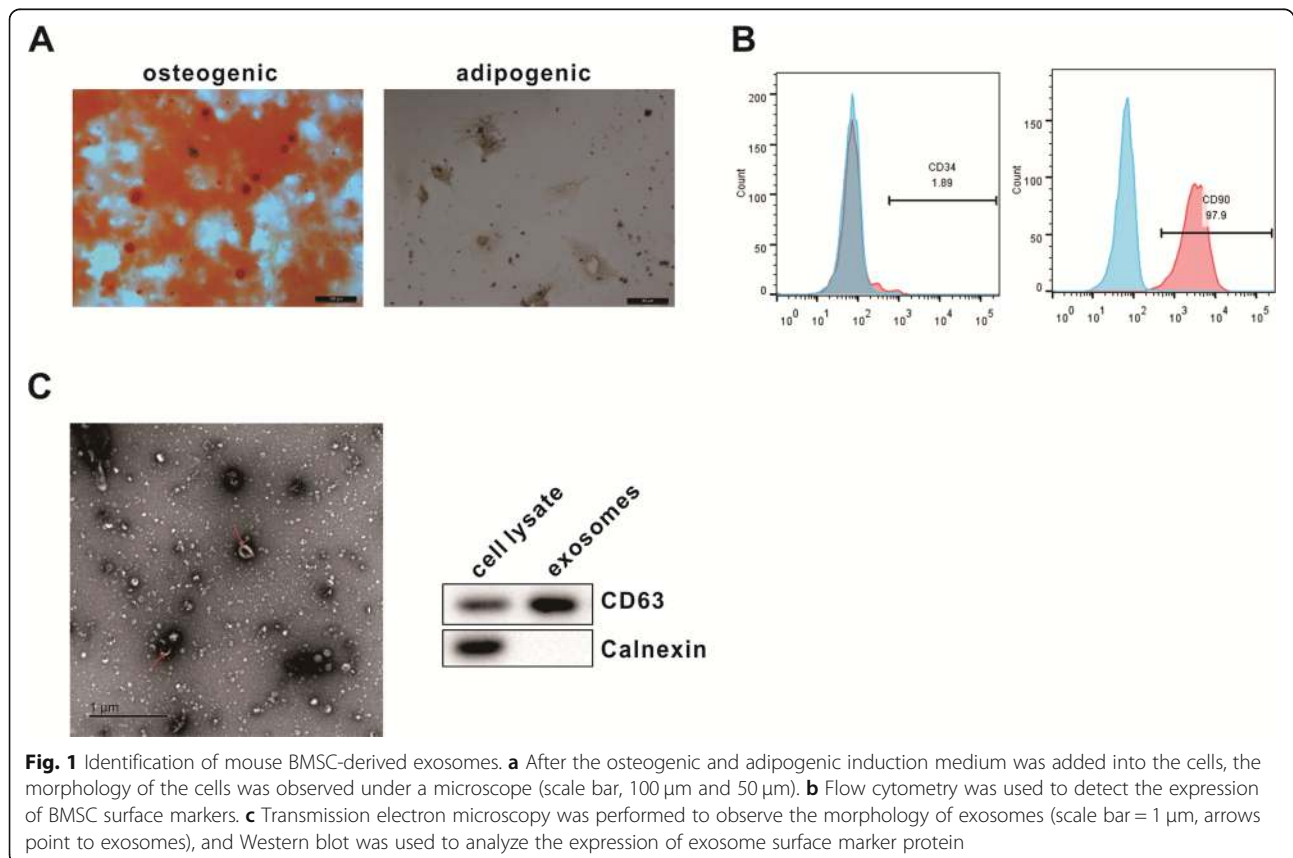 A
osteogenic
adipogenic
B
200
150
100
50
0
Count
CD34
1.89
10^0 10^1 10^2 10^3 10^4 10^5
150
100
50
0
Count
CD90
97.9
10^0 10^1 10^2 10^3 10^4 10^5
C
1 μm
cell lysate
exosomes
CD63
Calnexin
Fig. 1 Identification of mouse BMSC-derived exosomes. a After the osteogenic and adipogenic induction medium was added into the cells, the
morphology of the cells was observed under a microscope (scale bar, 100 μm and 50 μm). b Flow cytometry was used to detect the expression
of BMSC surface markers. c Transmission electron microscopy was performed to observe the morphology of exosomes (scale bar = 1 μm, arrows
point to exosomes), and Western blot was used to analyze the expression of exosome surface marker protein